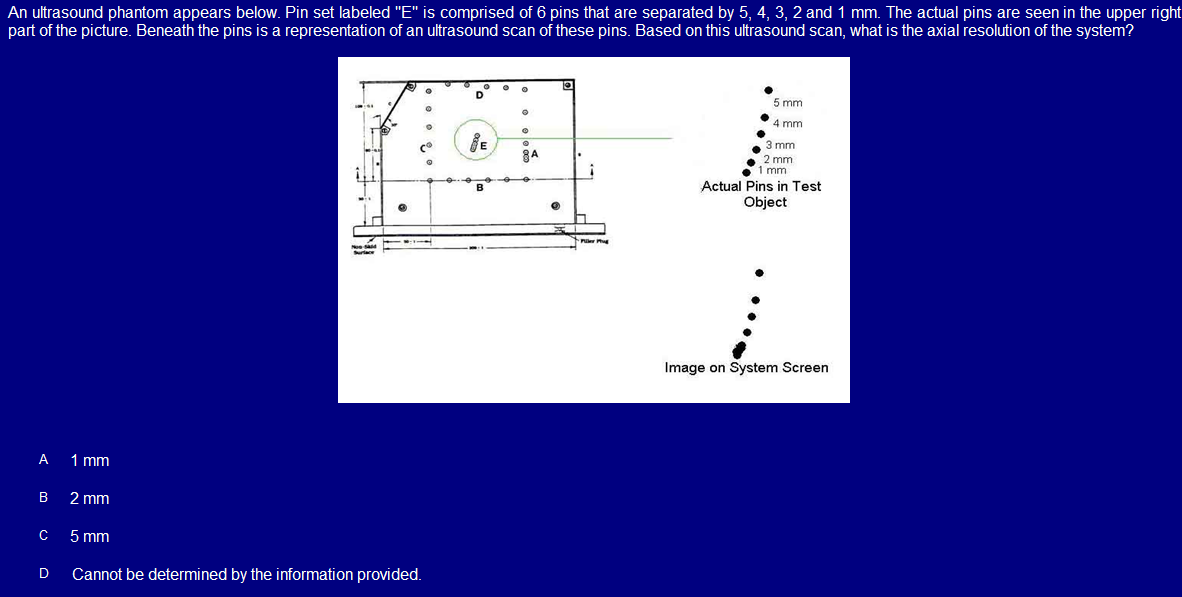 An ultrasound phantom appears below. Pin set labeled "E" is comprised of 6 pins that are separated by 5, 4, 3, 2 and 1 mm. The actual pins are seen in the upper right
part of the picture. Beneath the pins is a representation of an ultrasound scan of these pins. Based on this ultrasound scan, what is the axial resolution of the system?
D
5 mm
4 mm
C
E
A
3 mm
2 mm
1 mm
B
Actual Pins in Test
Object
Non-Skid
Surface
Filler Plug
Image on System Screen
A 1 mm
B 2 mm
C 5 mm
D Cannot be determined by the information provided.